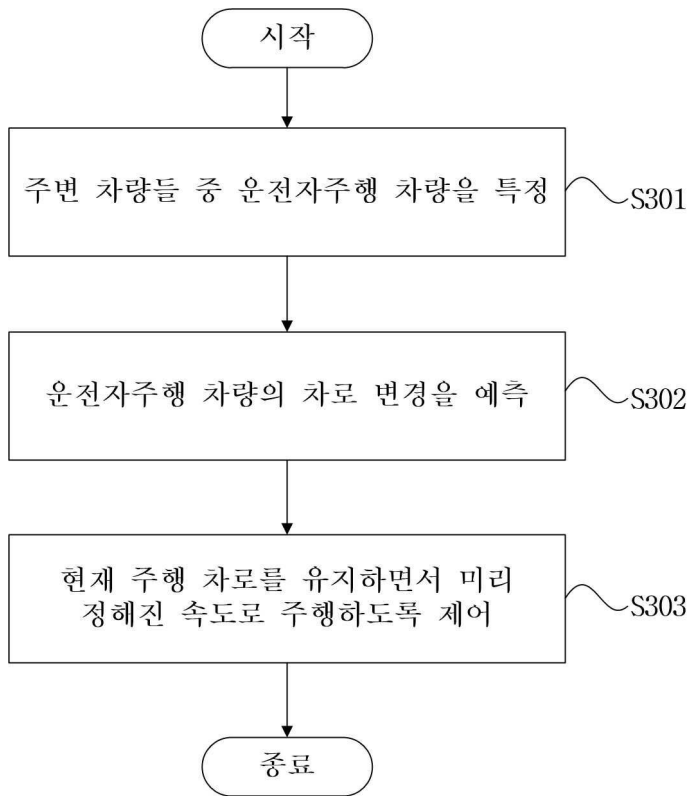 시작
주변 차량들 중 운전자주행 차량을 특정
S301
운전자주행 차량의 차로 변경을 예측
S302
현재 주행 차로를 유지하면서 미리
정해진 속도로 주행하도록 제어
S303
종료